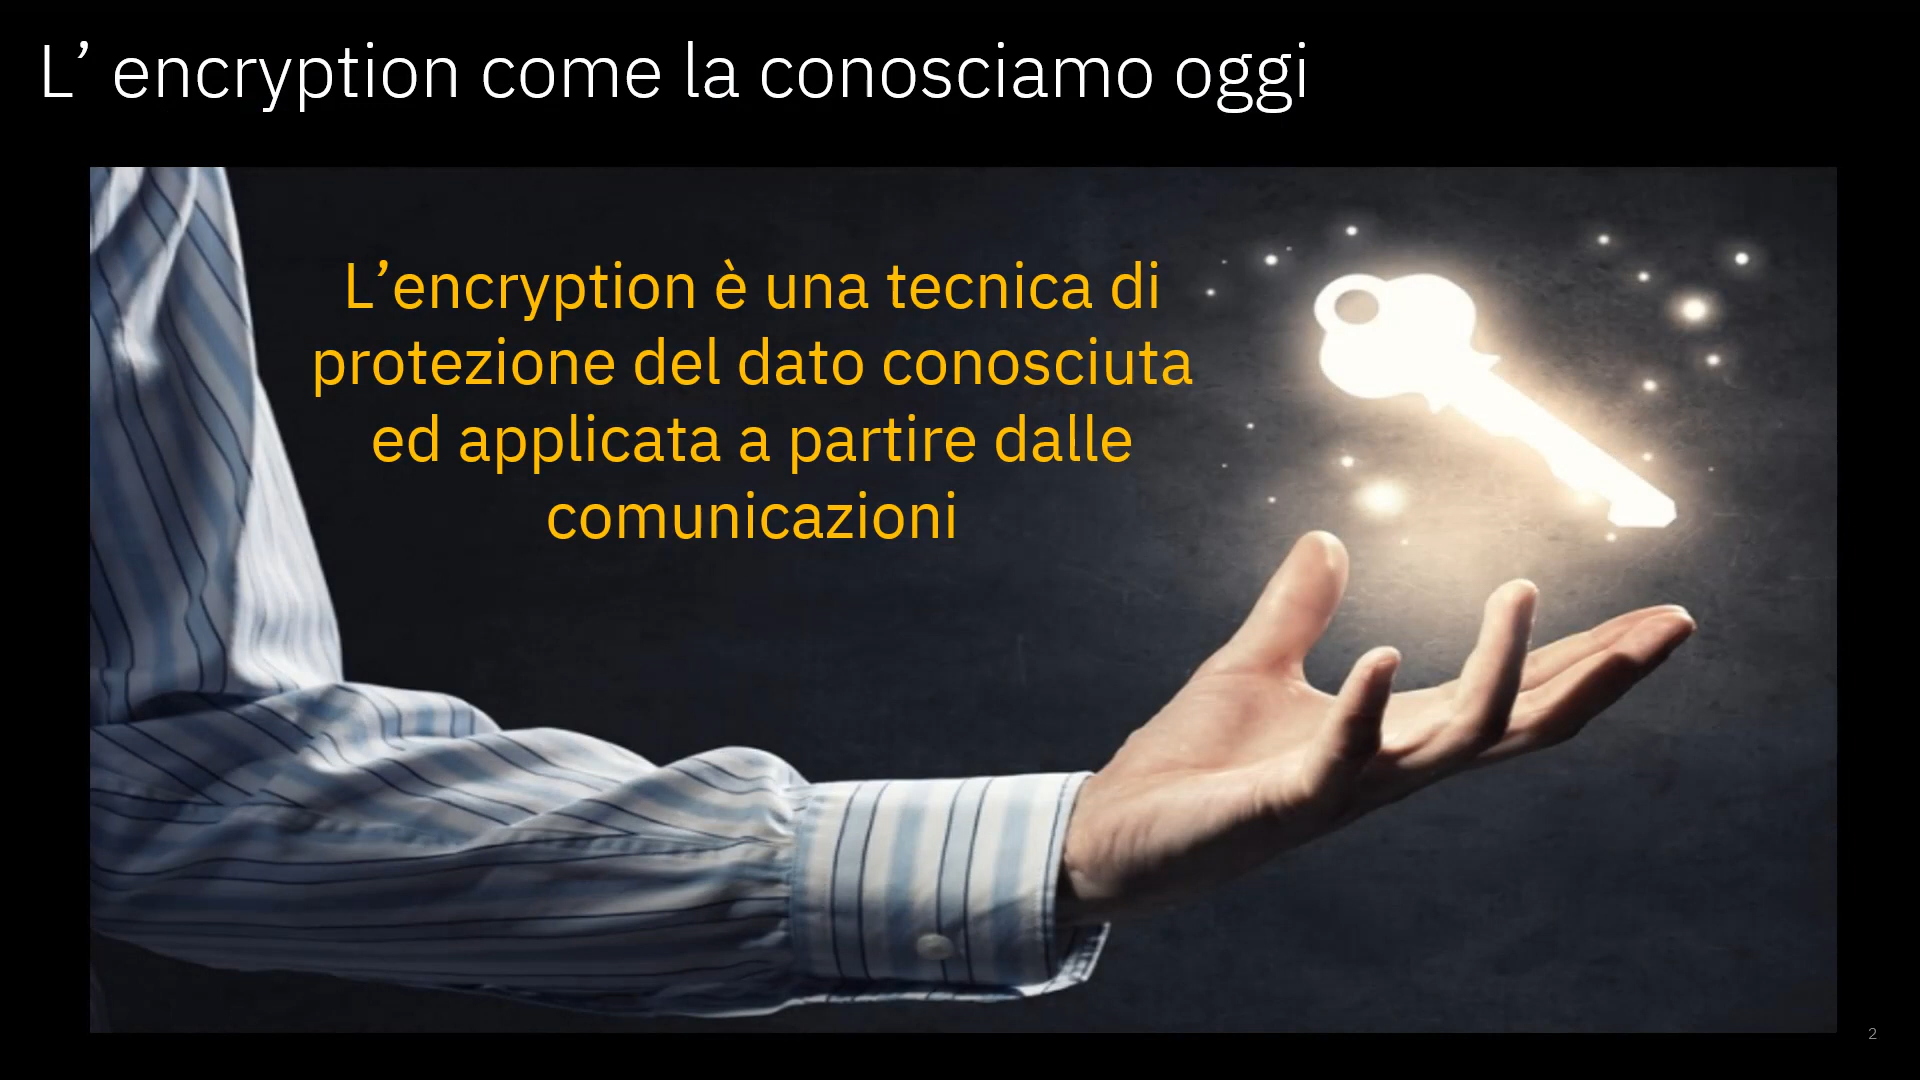 L’ encryption come la conosciamo oggi
L’encryption è una tecnica di
protezione del dato conosciuta
ed applicata a partire dalle
comunicazioni
2